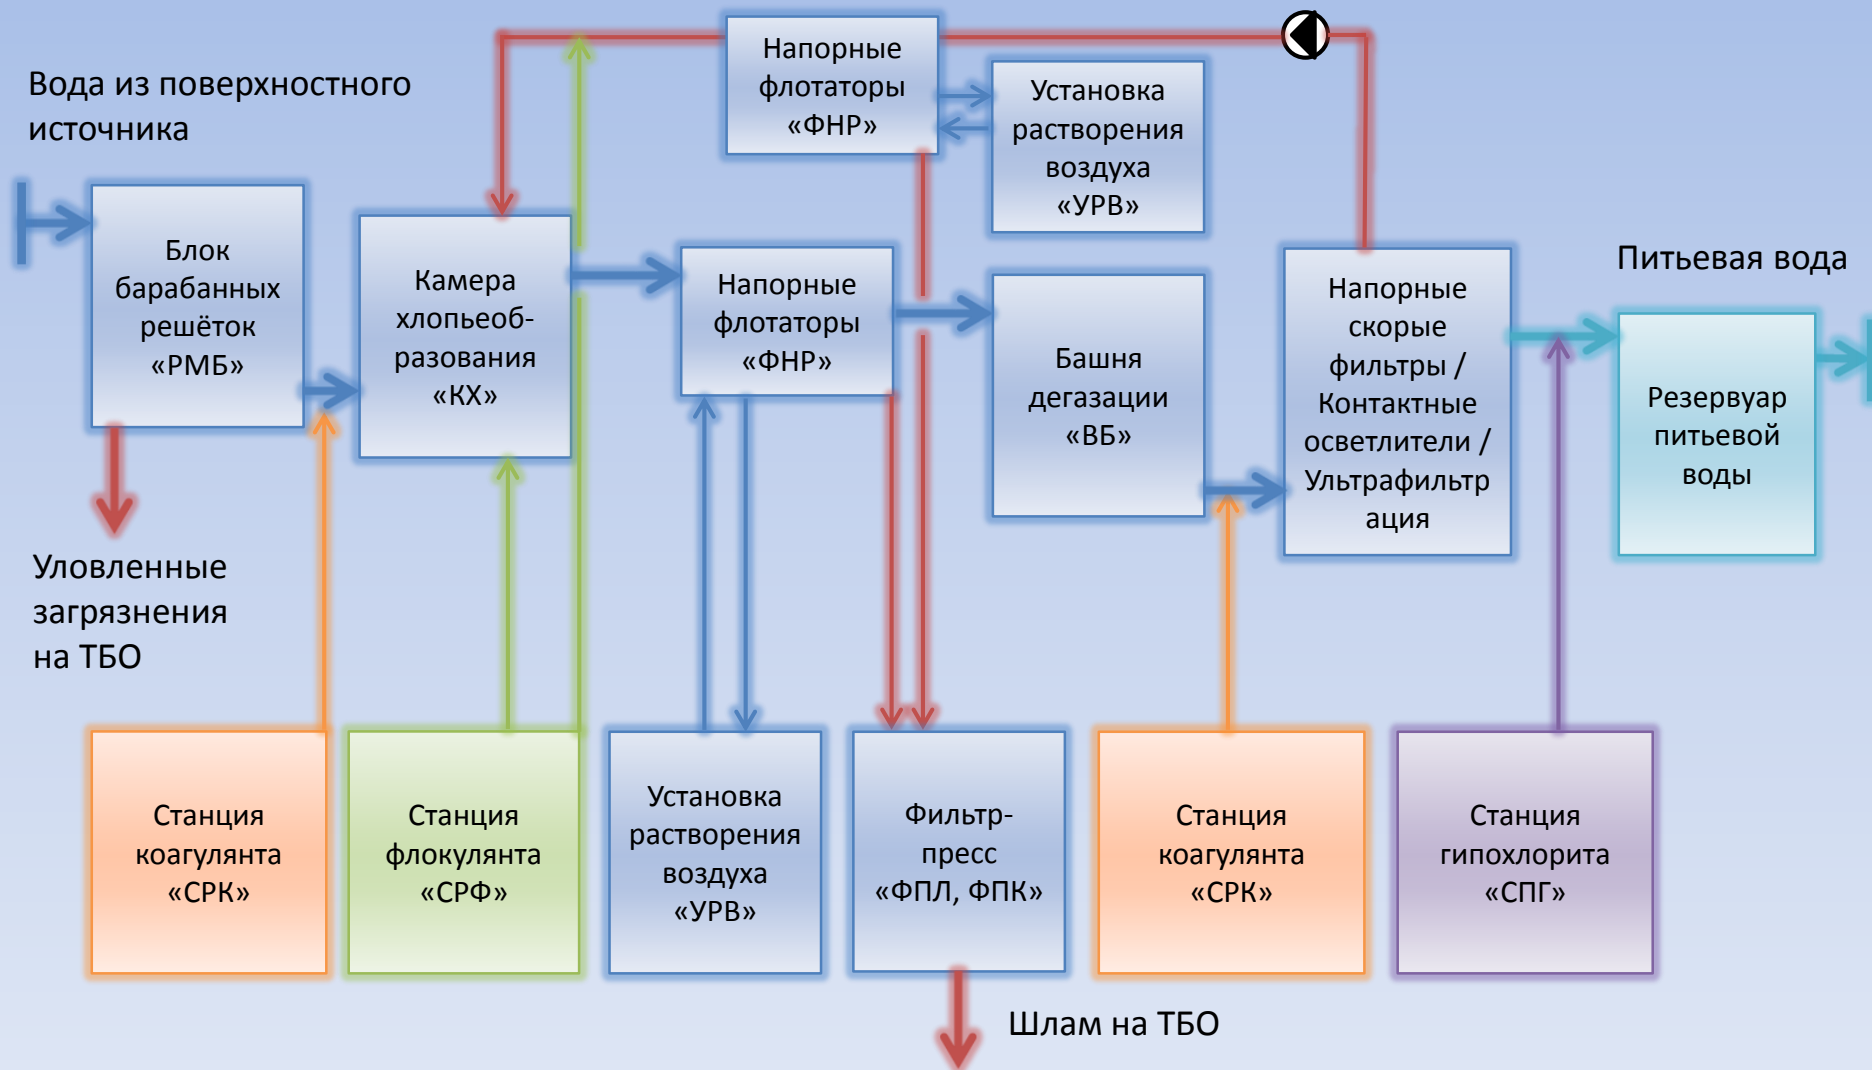 Напорные
флотаторы
«ФНР»
Установка
растворения
воздуха
«УРВ»
Вода из поверхностного
источника
Блок
барабанных
решёток
«РМБ»
Камера
хлопьеоб-
разования
«КХ»
Напорные
флотаторы
«ФНР»
Башня
дегазации
«ВБ»
Напорные
скорые
фильтры /
Контактные
осветлители /
Ультрафильтр
ация
Питьевая вода
Резервуар
питьевой
воды
Уловленные
загрязнения
на ТБО
Станция
коагулянта
«СРК»
Станция
флокулянта
«СРФ»
Установка
растворения
воздуха
«УРВ»
Фильтр-
пресс
«ФПЛ, ФПК»
Станция
коагулянта
«СРК»
Станция
гипохлорита
«СПГ»
Шлам на ТБО